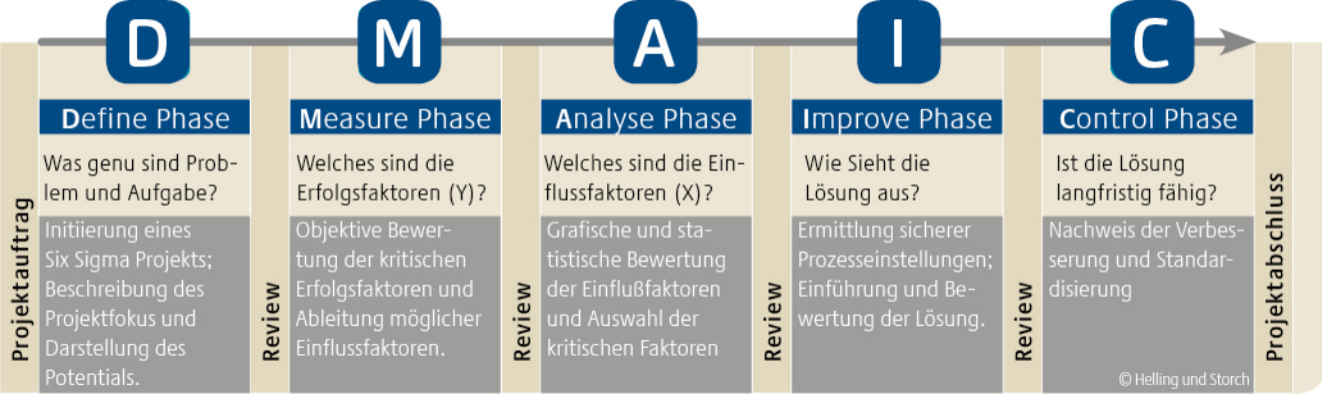 D
M
A
I
C
Projektauftrag
Define Phase
Was genu sind Prob-
lem und Aufgabe?
Initiierung eines
Six Sigma Projekts;
Beschreibung des
Projektfokus und
Darstellung des
Potentials.
Review
Measure Phase
Welches sind die
Erfolgsfaktoren (Y)?
Objektive Bewer-
tung der kritischen
Erfolgsfaktoren und
Ableitung möglicher
Einflussfaktoren.
Review
Analyse Phase
Welches sind die Ein-
flussfaktoren (X)?
Grafische und sta-
tistische Bewertung
der Einflußfaktoren
und Auswahl der
kritischen Faktoren
Review
Improve Phase
Wie Sieht die
Lösung aus?
Ermittlung sicherer
Prozesseinstellungen;
Einführung und Be-
wertung der Lösung.
Review
Control Phase
Ist die Lösung
langfristig fähig?
Nachweis der Verbes-
serung und Standar-
disierung
© Helling und Storch
Projektabschluss